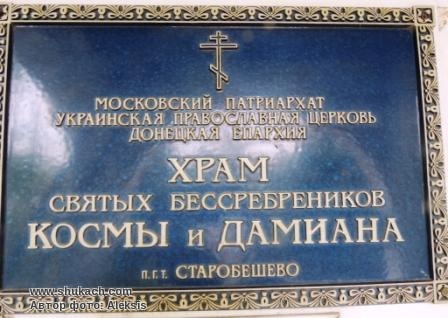 МОСКОВСКИЙ ПАТРИАРХАТ
УКРАИНСКАЯ ПРАВОСЛАВНАЯ ЦЕРКОВЬ
ДОНЕЦКАЯ ЕПАРХИЯ
ХРАМ
СВЯТЫХ БЕССРЕБРЕНИКОВ
КОСМЫ и ДАМИАНА
п.г.т. СТАРОБЕШЕВО
www.shukach.com
Автор фото: Aleksis